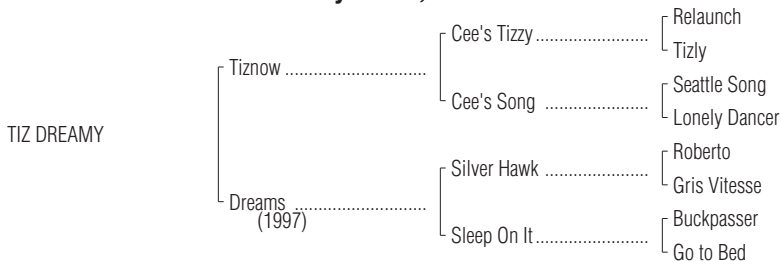 Relaunch
Cee's Tizzy
Tizly
Tiznow
Seattle Song
Cee's Song
Lonely Dancer
TIZ DREAMY
Roberto
Silver Hawk
Gris Vitesse
Dreams
(1997)
Buckpasser
Sleep On It
Go to Bed